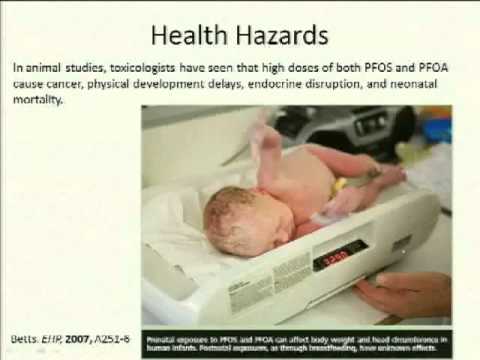 Health Hazards
In animal studies, toxicologists have seen that high doses of both PFOS and PFOA
cause cancer, physical development delays, endocrine disruption, and neonatal
mortality.
3290
Prenatal exposure to PFOS and PFOA can affect body weight and head circumference in
human infants. Postnatal exposures, as through breastfeeding, have unknown effects.
Betts. EHP, 2007, A251-6